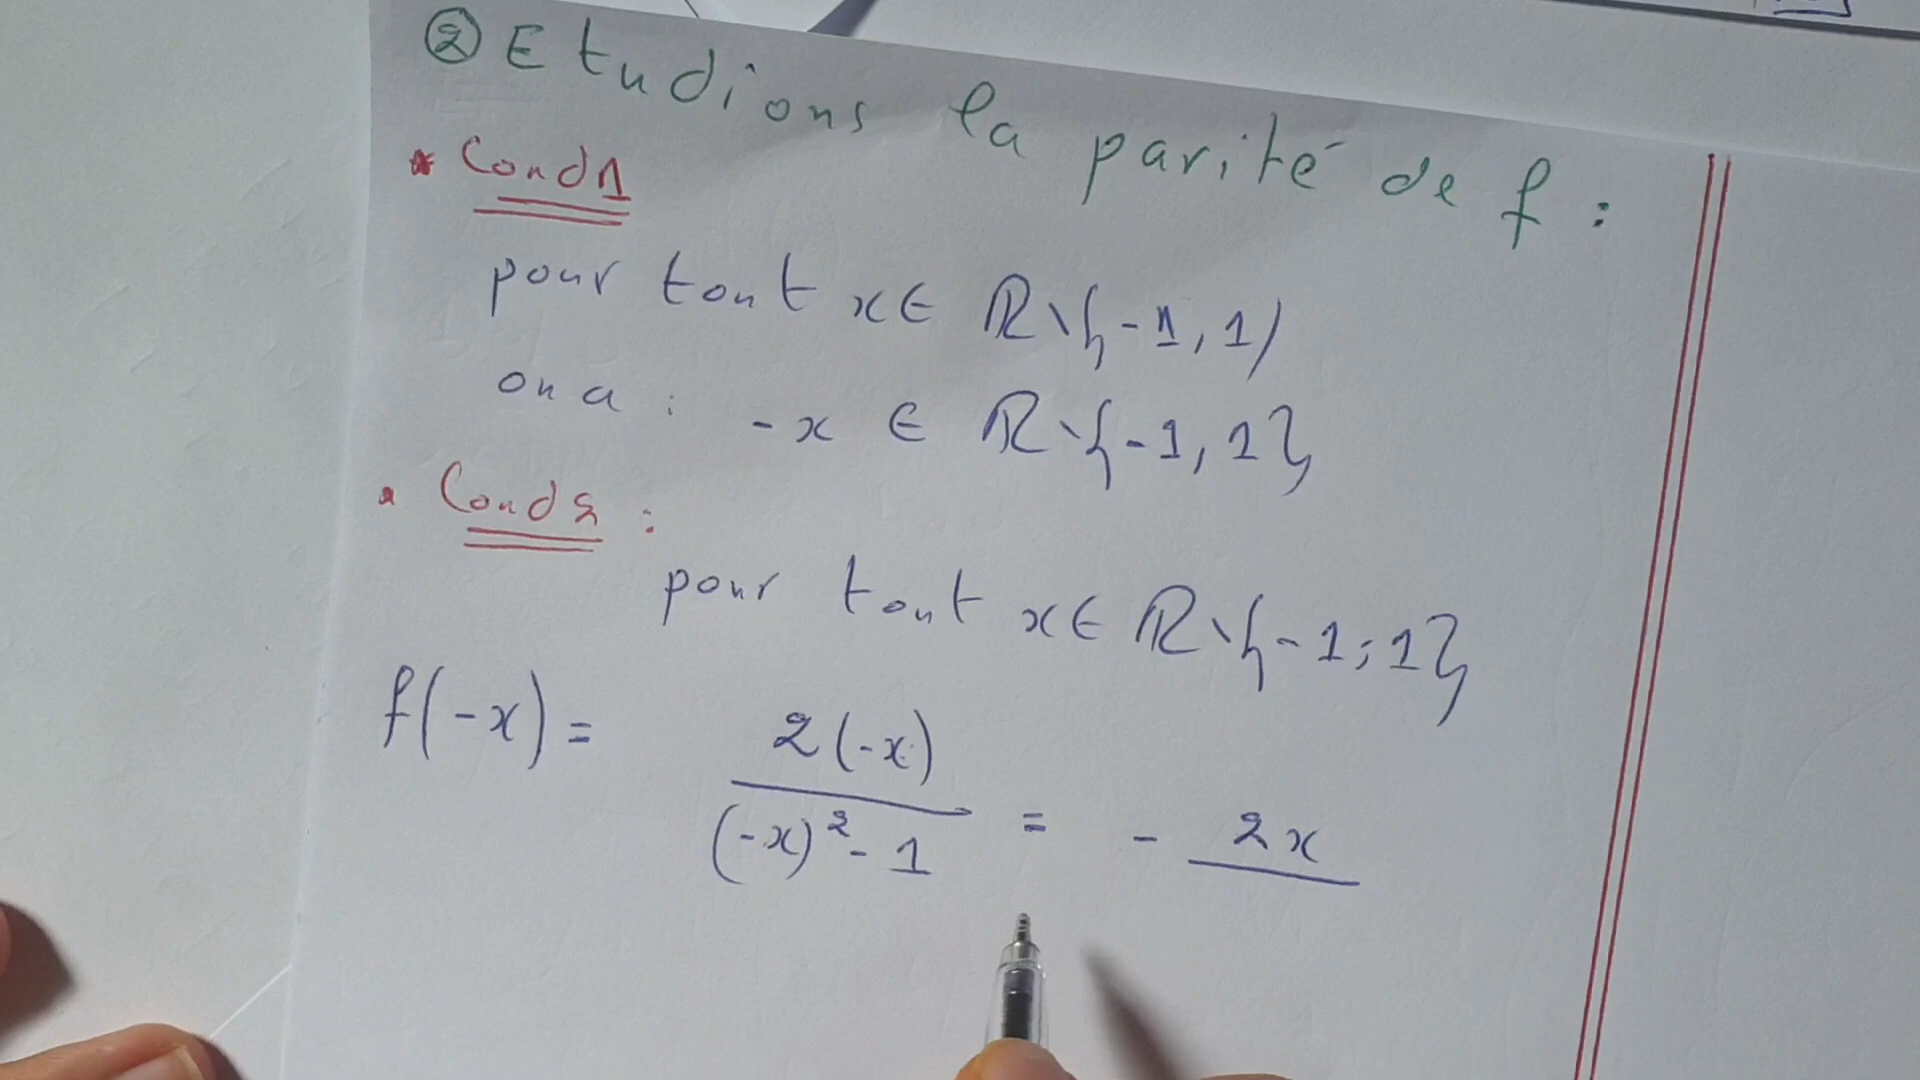 ② Etudions la parité de f :
* Cond1
pour tout x ∈ ℝ\{-1,1}
on a : -x ∈ ℝ\{-1,1}
• Cond2 :
pour tout x ∈ ℝ\{-1;1}
f(-x) = 2(-x) / (-x)² - 1 = - 2x /